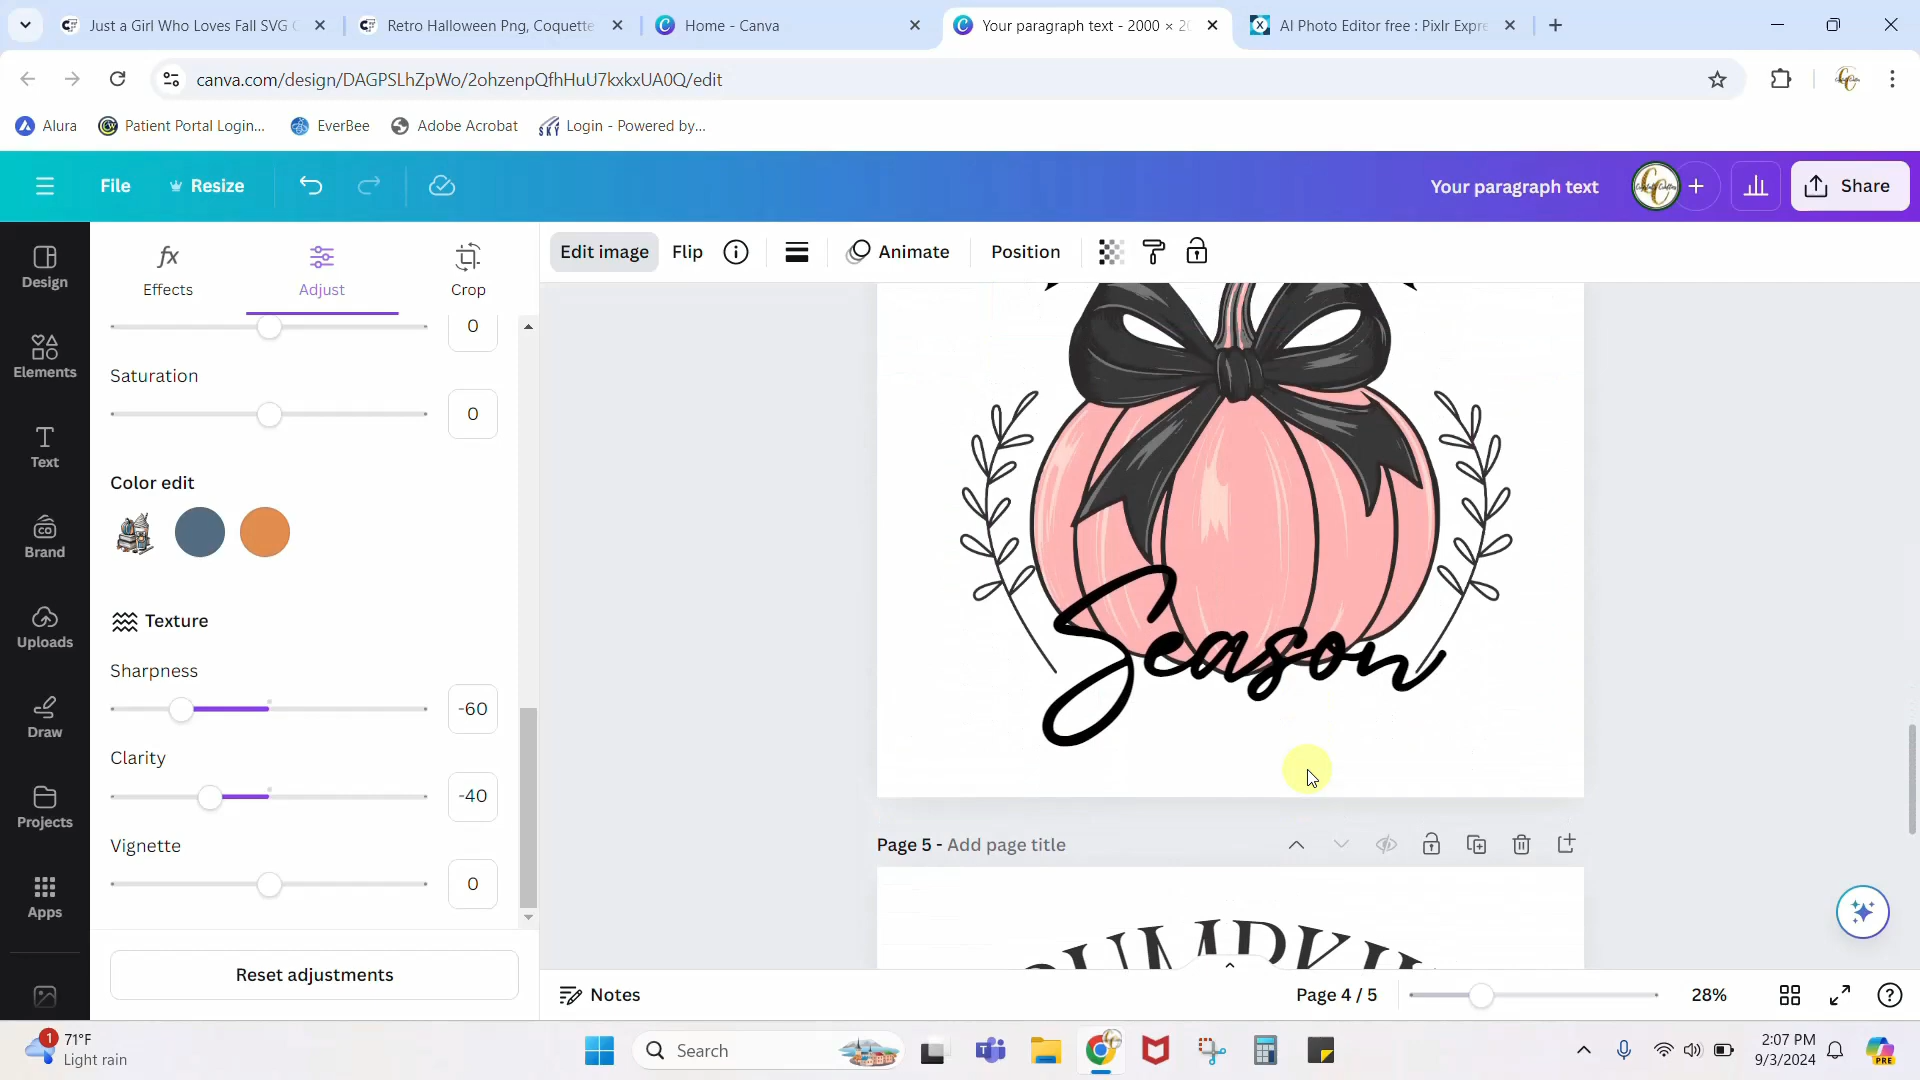 Just a Girl Who Loves Fall SVG C
Retro Halloween Png, Coquette
Home - Canva
Your paragraph text - 2000 × 20
AI Photo Editor free : Pixlr Expre
canva.com/design/DAGPSLhZpWo/2ohzenpQfhHuU7kxkxUA0Q/edit
Alura
Patient Portal Login...
EverBee
Adobe Acrobat
Login - Powered by...
File
Resize
Your paragraph text
Share
Design
Elements
Text
Brand
Uploads
Draw
Projects
Apps
Effects
Adjust
Crop
Edit image
Flip
Animate
Position
0
Saturation
0
Color edit
Texture
Sharpness
-60
Clarity
-40
Vignette
0
Reset adjustments
Season
Page 5 - Add page title
PUMPKIN
Notes
Page 4 / 5
28%
1
71°F
Light rain
Search
2:07 PM
9/3/2024
PRE